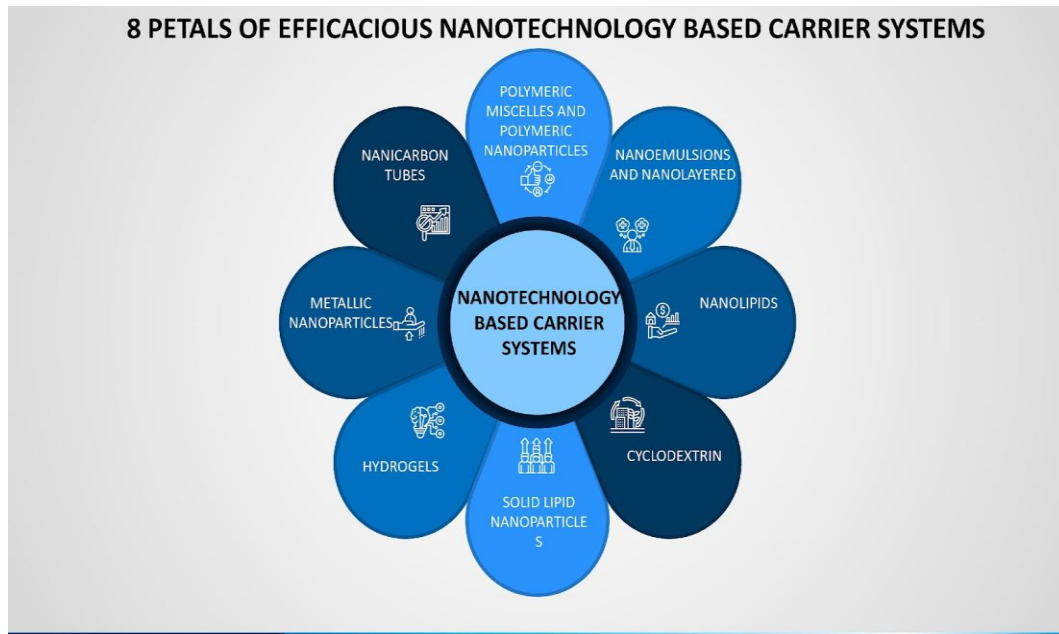 8 PETALS OF EFFICACIOUS NANOTECHNOLOGY BASED CARRIER SYSTEMS
POLYMERIC
MISCELLES AND
POLYMERIC
NANOPARTICLES
NANOEMULSIONS
AND NANOLAYERED
NANOLIPIDS
CYCLODEXTRIN
SOLID LIPID
NANOPARTICLE
S
HYDROGELS
METALLIC
NANOPARTICLES
NANICARBON
TUBES
NANOTECHNOLOGY
BASED CARRIER
SYSTEMS